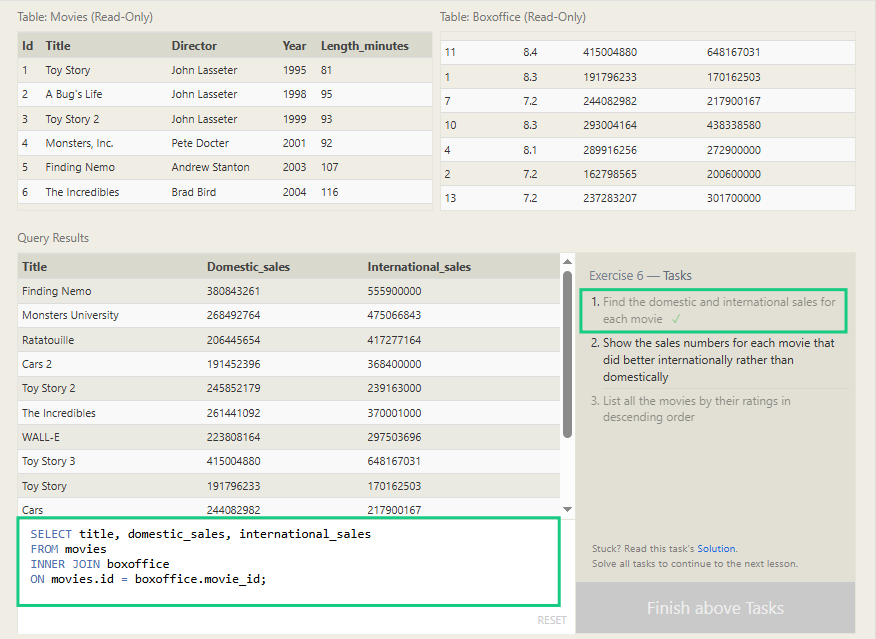 Table: Movies (Read-Only)
Id Title Director Year Length_minutes
1 Toy Story John Lasseter 1995 81
2 A Bug's Life John Lasseter 1998 95
3 Toy Story 2 John Lasseter 1999 93
4 Monsters, Inc. Pete Docter 2001 92
5 Finding Nemo Andrew Stanton 2003 107
6 The Incredibles Brad Bird 2004 116
Table: Boxoffice (Read-Only)
11 8.4 415004880 648167031
1 8.3 191796233 170162503
7 7.2 244082982 217900167
10 8.3 293004164 438338580
4 8.1 289916256 272900000
2 7.2 162798565 200600000
13 7.2 237283207 301700000
Query Results
Title Domestic_sales International_sales
Finding Nemo 380843261 555900000
Monsters University 268492764 475066843
Ratatouille 206445654 417277164
Cars 2 191452396 368400000
Toy Story 2 245852179 239163000
The Incredibles 261441092 370001000
WALL-E 223808164 297503696
Toy Story 3 415004880 648167031
Toy Story 191796233 170162503
Cars 244082982 217900167
SELECT title, domestic_sales, international_sales
FROM movies
INNER JOIN boxoffice
ON movies.id = boxoffice.movie_id;
RESET
Exercise 6 — Tasks
1. Find the domestic and international sales for
each movie ✓
2. Show the sales numbers for each movie that
did better internationally rather than
domestically
3. List all the movies by their ratings in
descending order
Stuck? Read this task's Solution.
Solve all tasks to continue to the next lesson.
Finish above Tasks